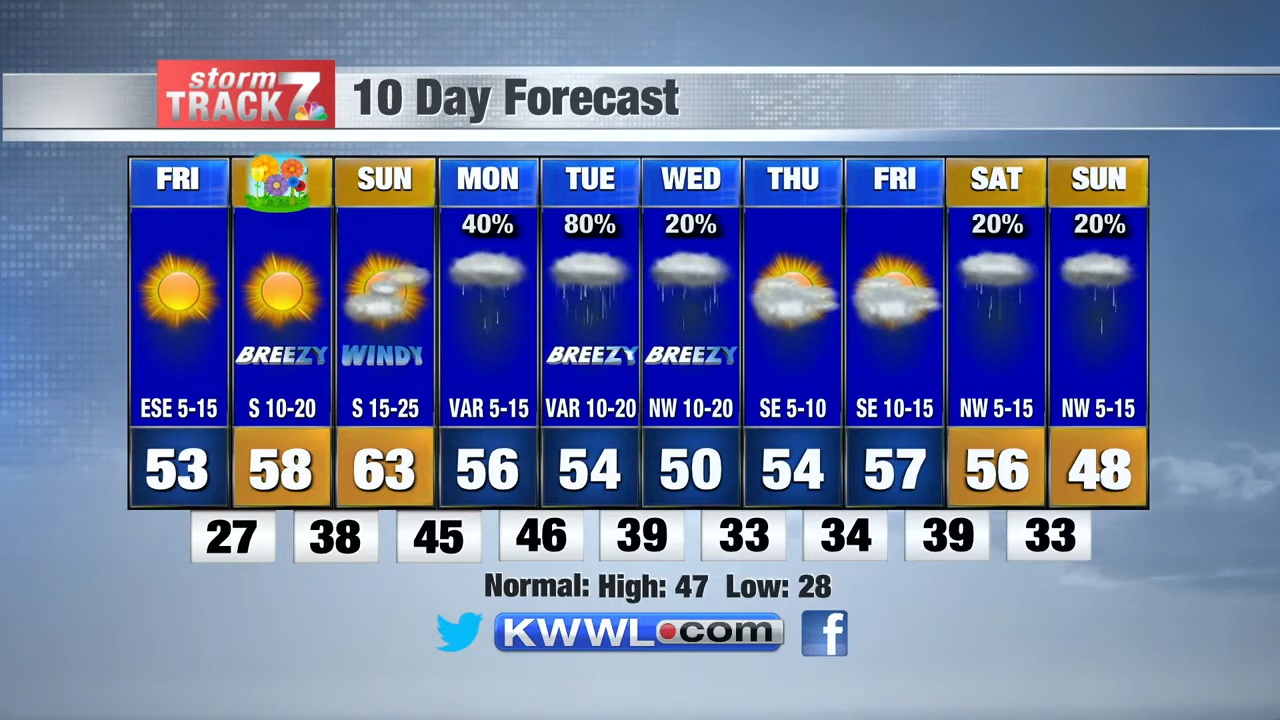 storm
TRACK 7
10 Day Forecast
FRI SUN MON TUE WED THU FRI SAT SUN
40% 80% 20% 20% 20%
BREEZY WINDY BREEZY BREEZY
ESE 5-15 S 10-20 S 15-25 VAR 5-15 VAR 10-20 NW 10-20 SE 5-10 SE 10-15 NW 5-15 NW 5-15
53 58 63 56 54 50 54 57 56 48
27 38 45 46 39 33 34 39 33
Normal: High: 47 Low: 28
KWWL.com f